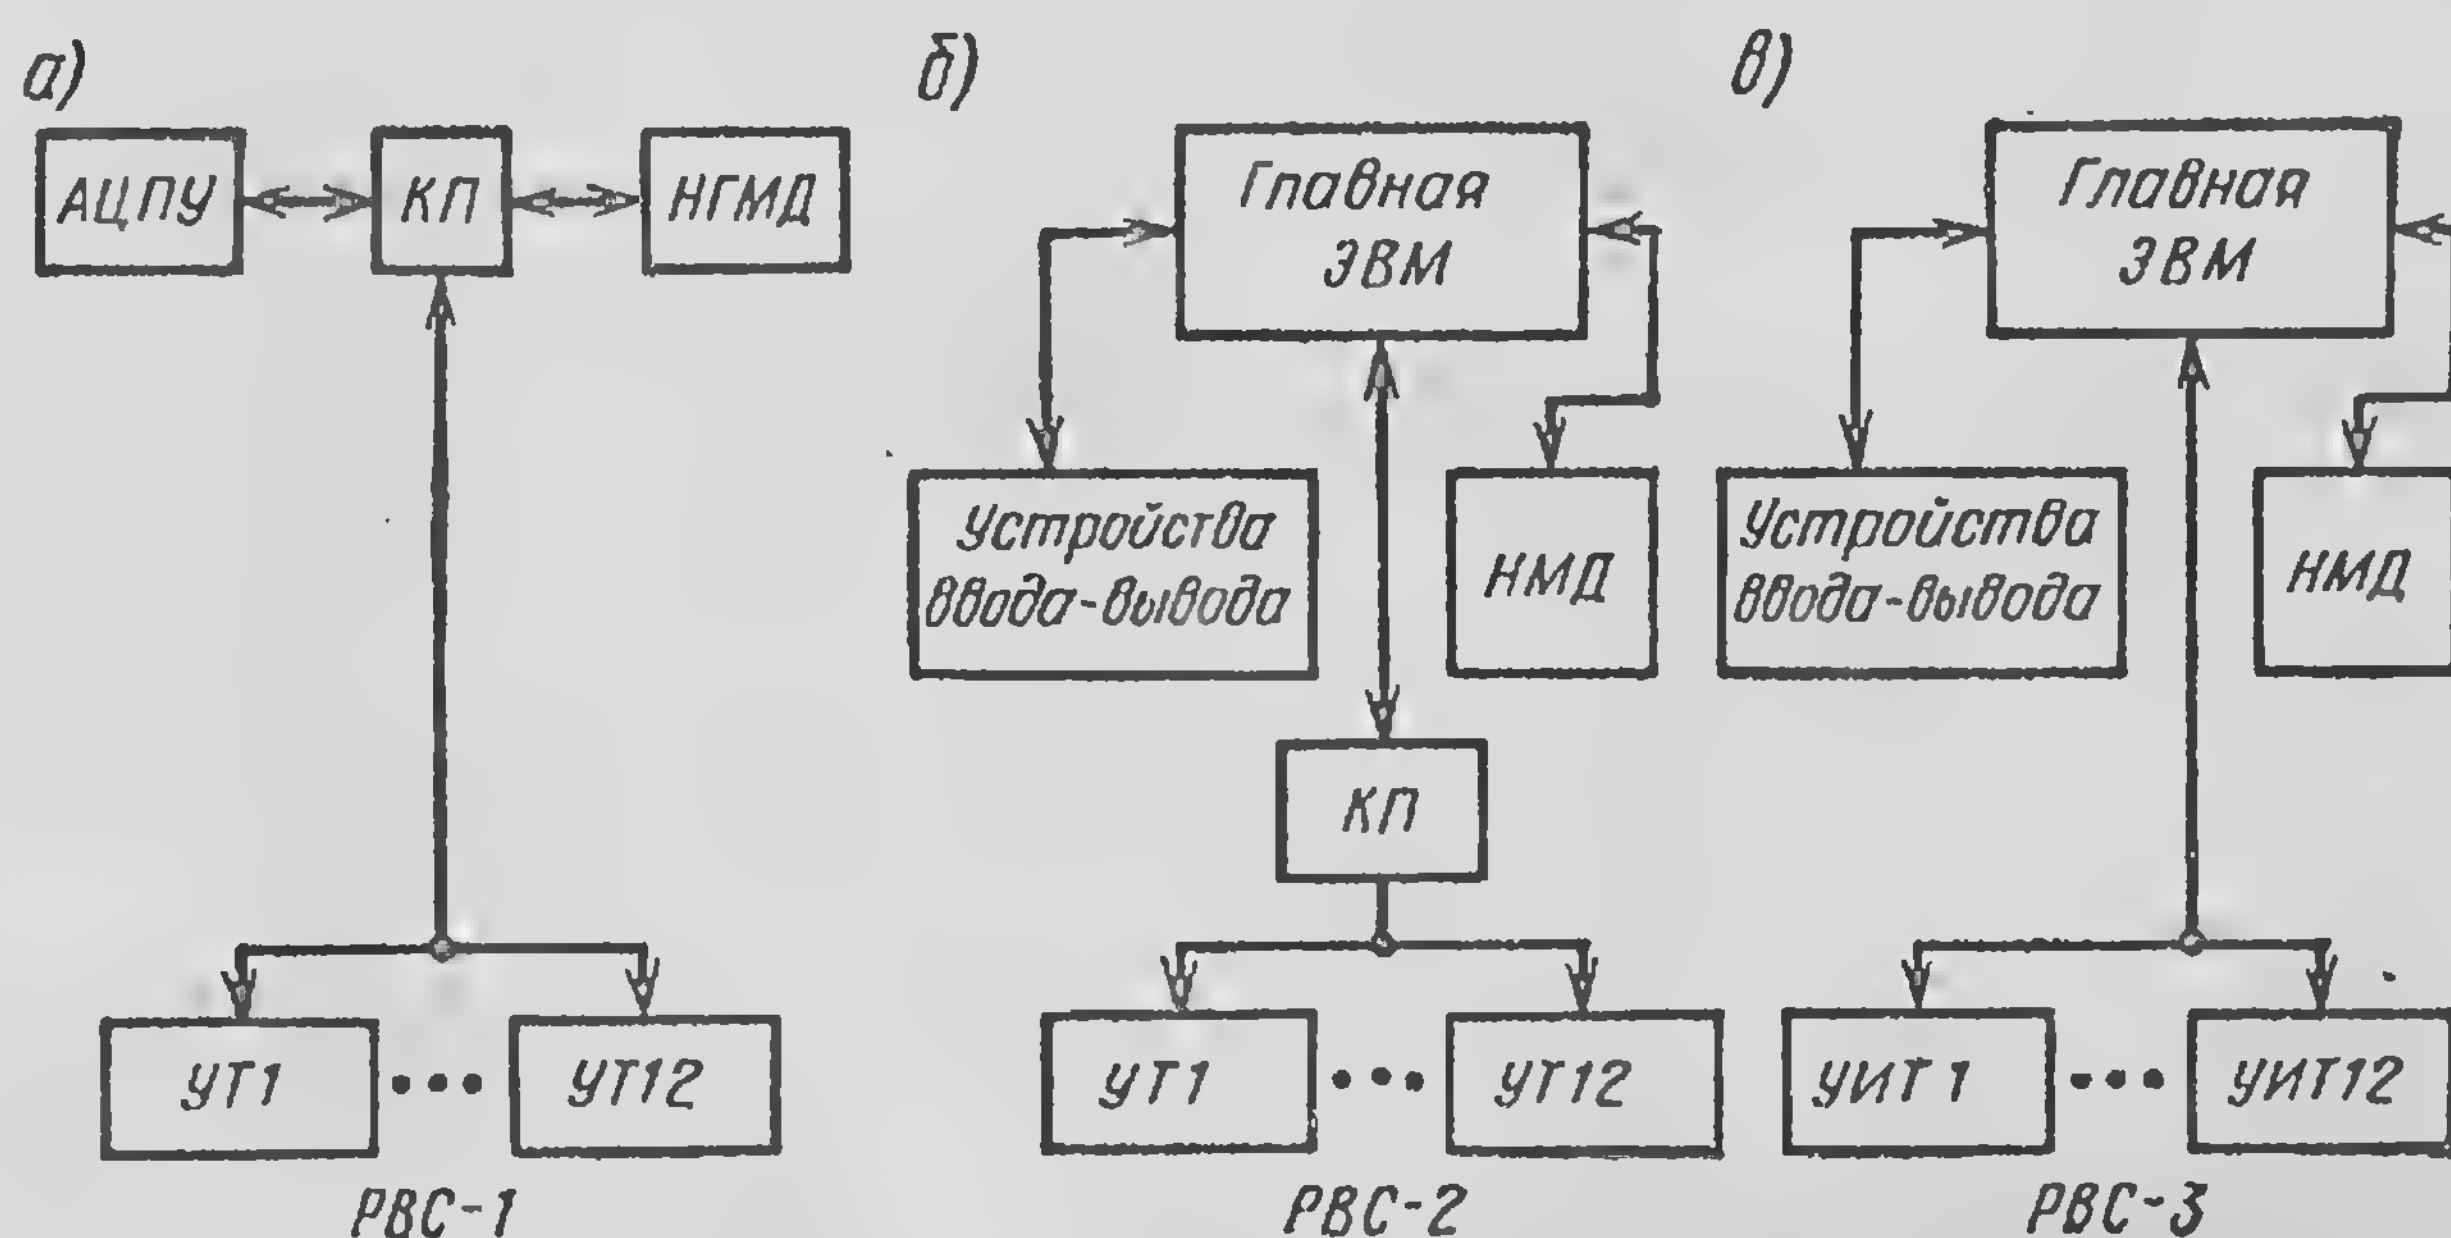 а)
АЦПУ
КП
НГМД
УТ1
УТ12
РВС-1
б)
Главная
ЭВМ
Устройства
ввода-вывода
НМД
КП
УТ1
УТ12
РВС-2
в)
Главная
ЭВМ
Устройства
ввода-вывода
НМД
УИТ1
УИТ12
РВС-3